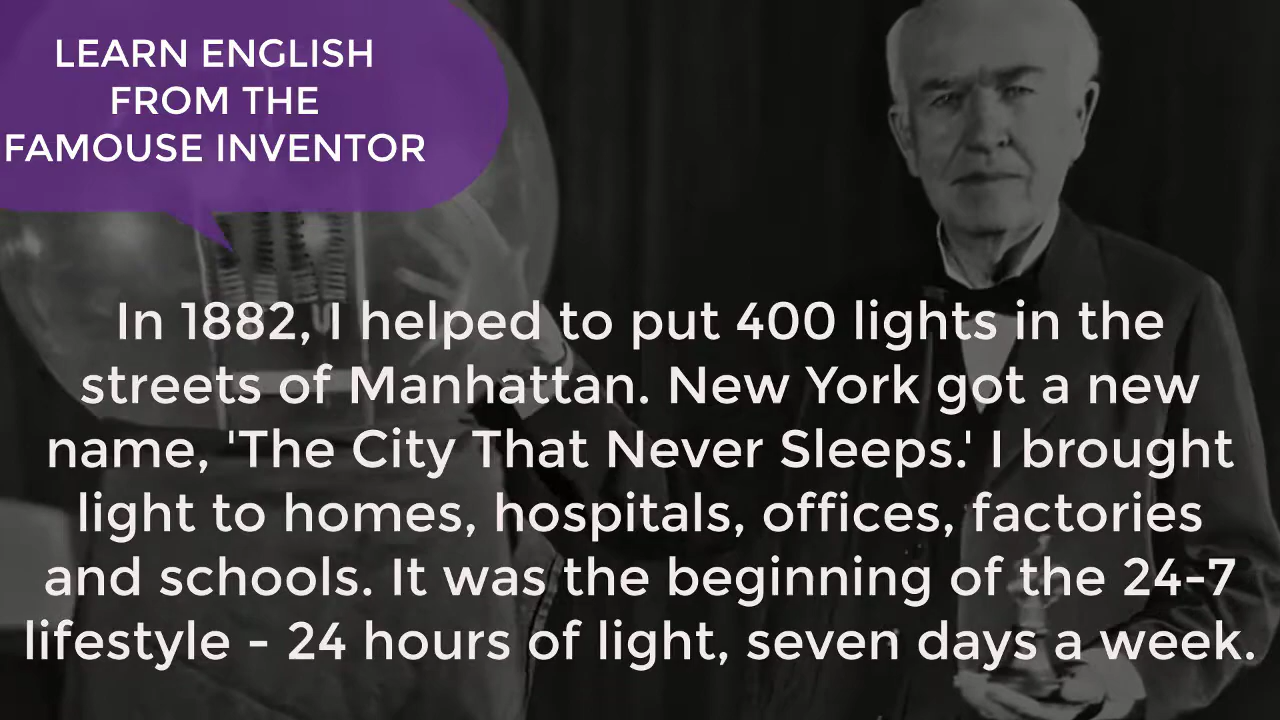 LEARN ENGLISH
FROM THE
FAMOUSE INVENTOR
In 1882, I helped to put 400 lights in the
streets of Manhattan. New York got a new
name, 'The City That Never Sleeps.' I brought
light to homes, hospitals, offices, factories
and schools. It was the beginning of the 24-7
lifestyle - 24 hours of light, seven days a week.